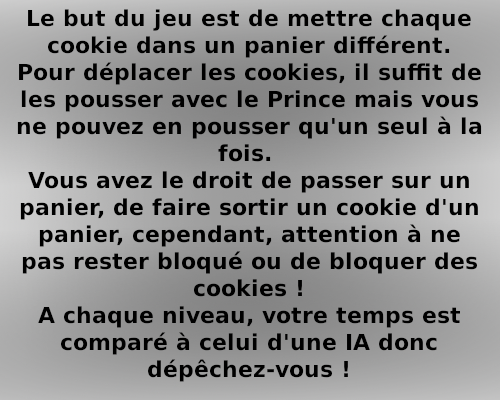 Le but du jeu est de mettre chaque
cookie dans un panier différent.
Pour déplacer les cookies, il suffit de
les pousser avec le Prince mais vous
ne pouvez en pousser qu'un seul à la
fois.
Vous avez le droit de passer sur un
panier, de faire sortir un cookie d'un
panier, cependant, attention à ne
pas rester bloqué ou de bloquer des
cookies !
A chaque niveau, votre temps est
comparé à celui d'une IA donc
dépêchez-vous !